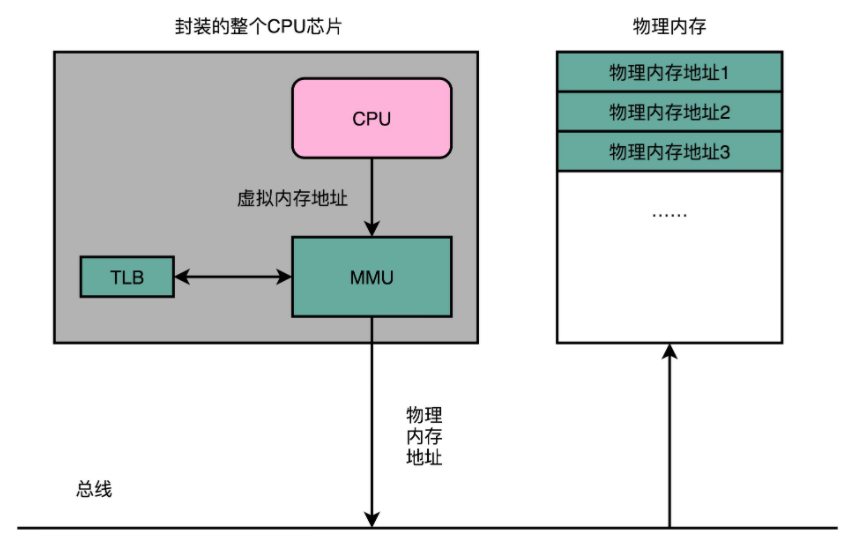 封装的整个CPU芯片
物理内存
CPU
虚拟内存地址
TLB
MMU
物理内存地址1
物理内存地址2
物理内存地址3
......
物理
内存
地址
总线